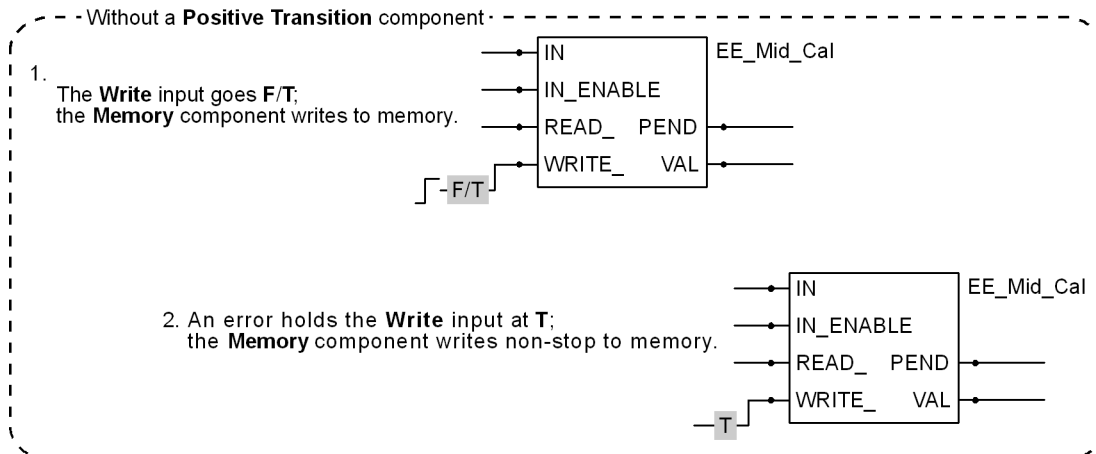 Without a Positive Transition component
1.
The Write input goes F/T;
the Memory component writes to memory.
IN
EE_Mid_Cal
IN_ENABLE
READ_ PEND
WRITE_ VAL
F/T
2. An error holds the Write input at T;
the Memory component writes non-stop to memory.
IN
EE_Mid_Cal
IN_ENABLE
READ_ PEND
WRITE_ VAL
T